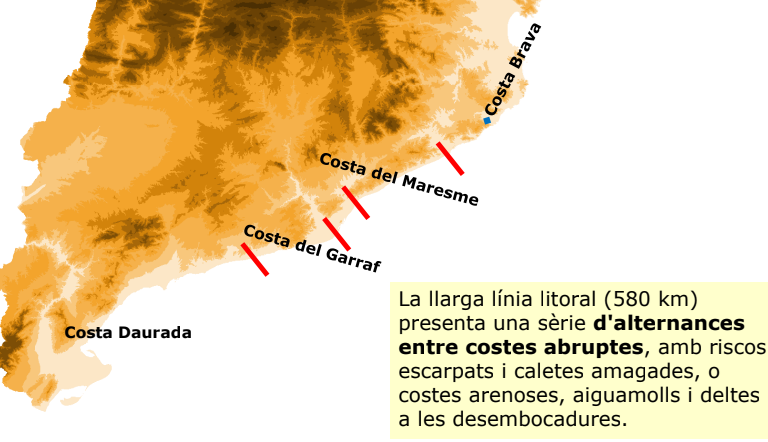 Costa Brava
Costa del Maresme
Costa del Garraf
Costa Daurada
La llarga línia litoral (580 km)
presenta una sèrie d'alternances
entre costes abruptes, amb riscos
escarpats i caletes amagades, o
costes arenoses, aiguamolls i deltes
a les desembocadures.